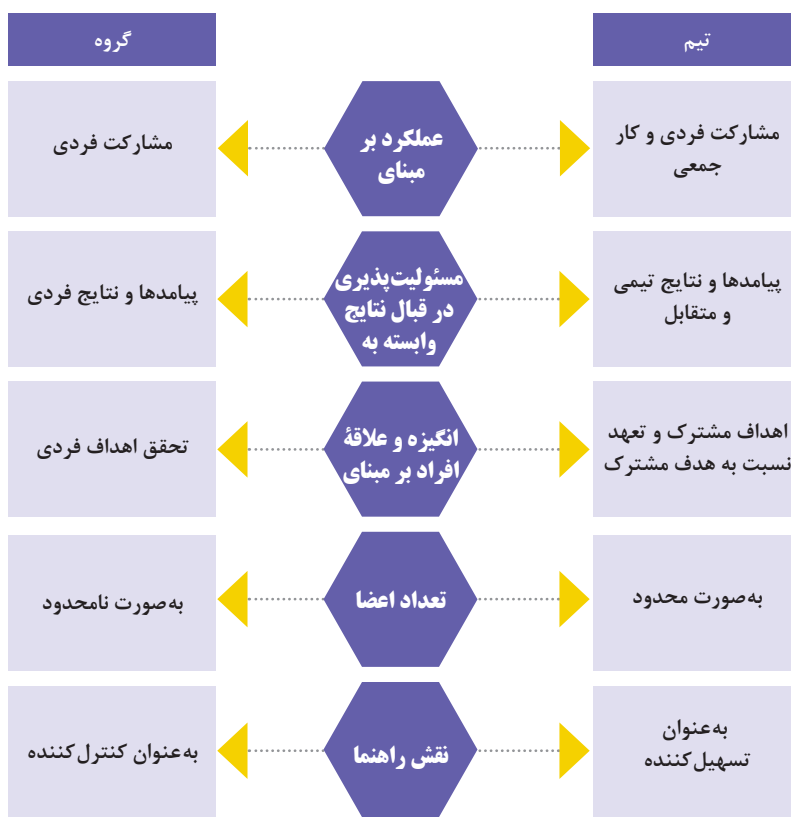 تیم
گروه
مشارکت فردی و کار
جمعی
عملکرد بر
مبنای
مشارکت فردی
پیامدها و نتایج تیمی
و متقابل
مسئولیت‌پذیری
در قبال نتایج
وابسته به
پیامدها و نتایج فردی
اهداف مشترک و تعهد
نسبت به هدف مشترک
انگیزه و علاقهٔ
افراد بر مبنای
تحقق اهداف فردی
به‌صورت محدود
تعداد اعضا
به‌صورت نامحدود
به‌عنوان
تسهیل‌کننده
نقش راهنما
به‌عنوان کنترل‌کننده